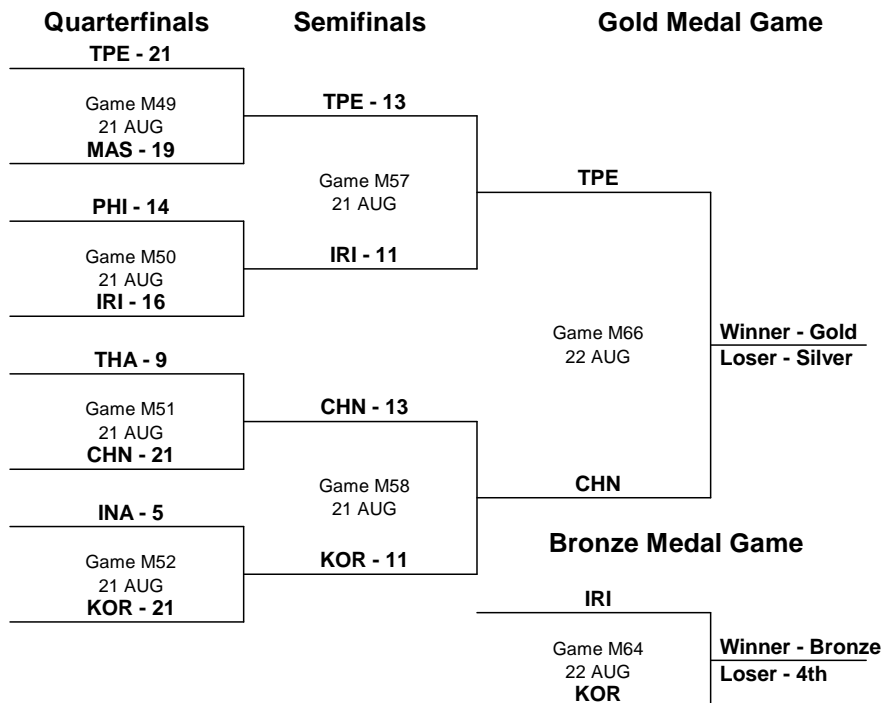 Quarterfinals Semifinals Gold Medal Game
TPE - 21
Game M49
21 AUG
MAS - 19
TPE - 13
Game M57
21 AUG
IRI - 11
PHI - 14
Game M50
21 AUG
IRI - 16
TPE
Game M66
22 AUG
CHN
Winner - Gold
Loser - Silver
THA - 9
Game M51
21 AUG
CHN - 21
CHN - 13
Game M58
21 AUG
KOR - 11
INA - 5
Game M52
21 AUG
KOR - 21
Bronze Medal Game
IRI
Game M64
22 AUG
KOR
Winner - Bronze
Loser - 4th